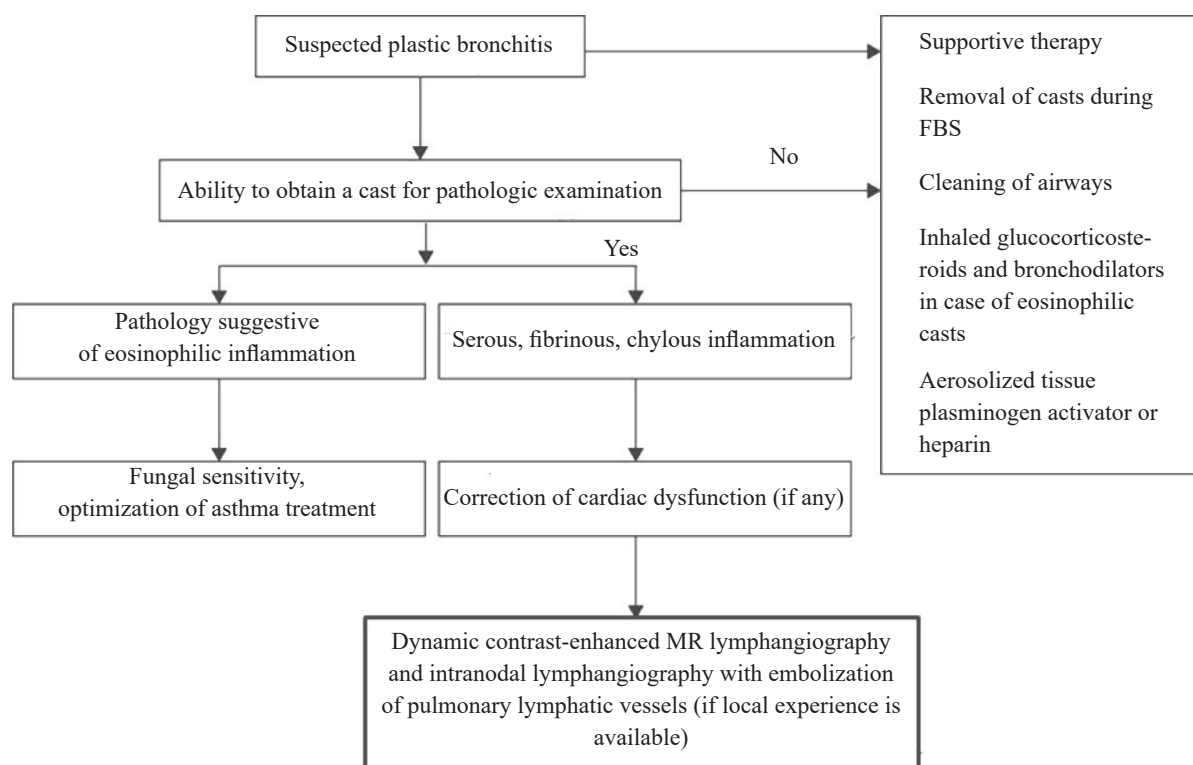 Suspected plastic bronchitis
Supportive therapy
Removal of casts during
FBS
Cleaning of airways
Inhaled glucocorticoste-
roids and bronchodilators
in case of eosinophilic
casts
Aerosolized tissue
plasminogen activator or
heparin
No
Ability to obtain a cast for pathologic examination
Yes
Pathology suggestive
of eosinophilic inflammation
Serous, fibrinous, chylous inflammation
Fungal sensitivity,
optimization of asthma treatment
Correction of cardiac dysfunction (if any)
Dynamic contrast-enhanced MR lymphangiography
and intranodal lymphangiography with embolization
of pulmonary lymphatic vessels (if local experience is
available)